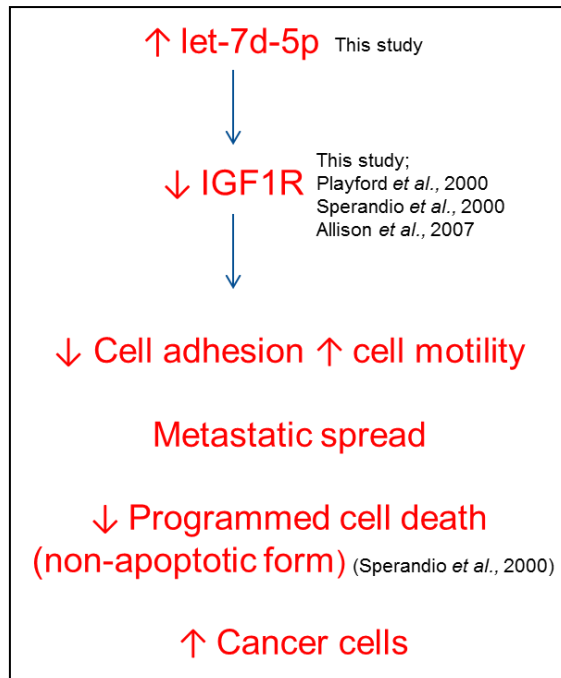 ↑ let-7d-5p This study
↓ IGF1R
This study;
Playford et al., 2000
Sperandio et al., 2000
Allison et al., 2007
↓ Cell adhesion ↑ cell motility
Metastatic spread
↓ Programmed cell death
(non-apoptotic form) (Sperandio et al., 2000)
↑ Cancer cells